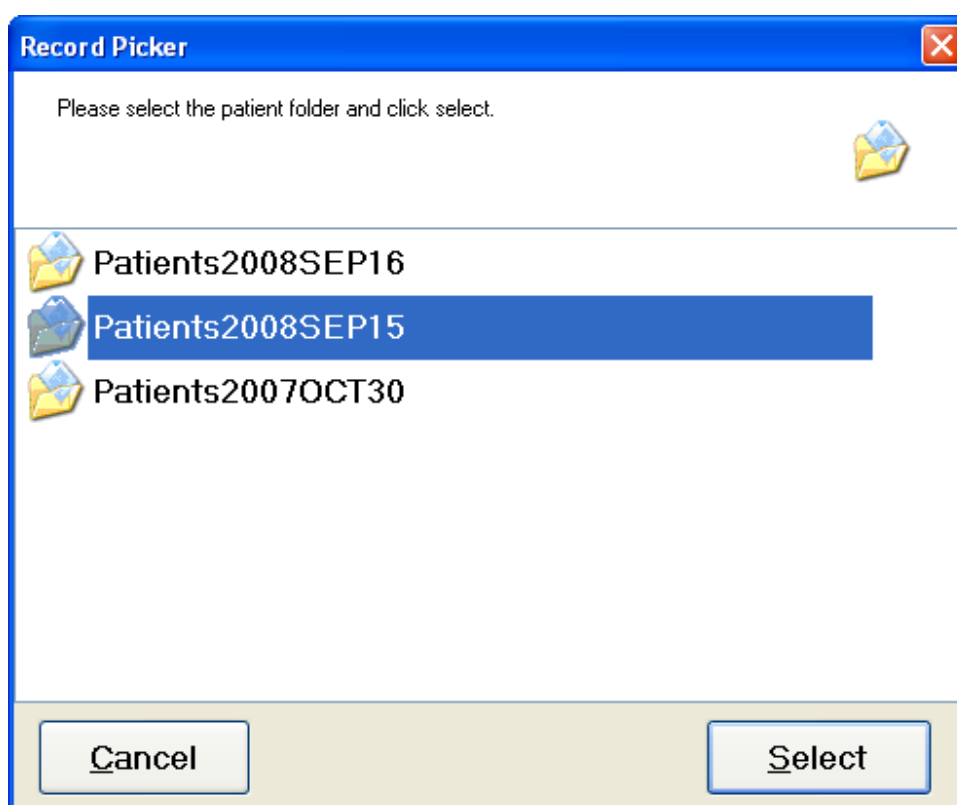 Record Picker
Please select the patient folder and click select.
Patients2008SEP16
Patients2008SEP15
Patients2007OCT30
Cancel
Select